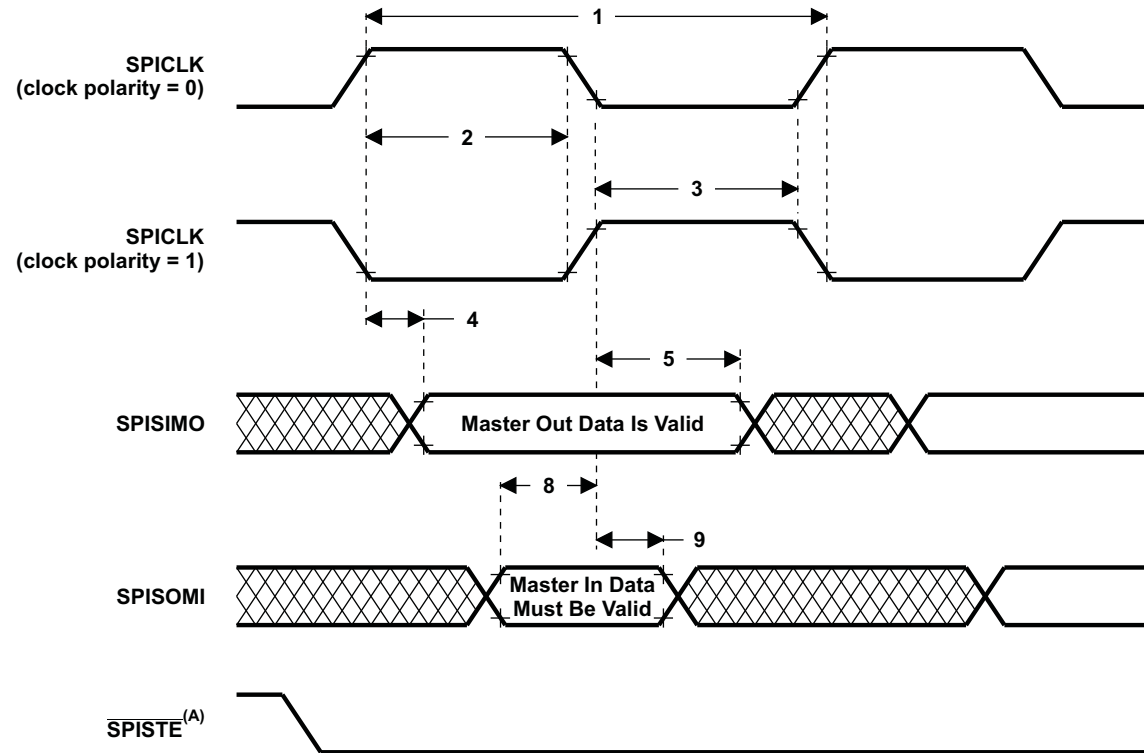 1
SPICLK
(clock polarity = 0)
2
3
SPICLK
(clock polarity = 1)
4
5
SPISIMO
Master Out Data Is Valid
8
9
SPISOMI
Master In Data
Must Be Valid
SPISTE(A)